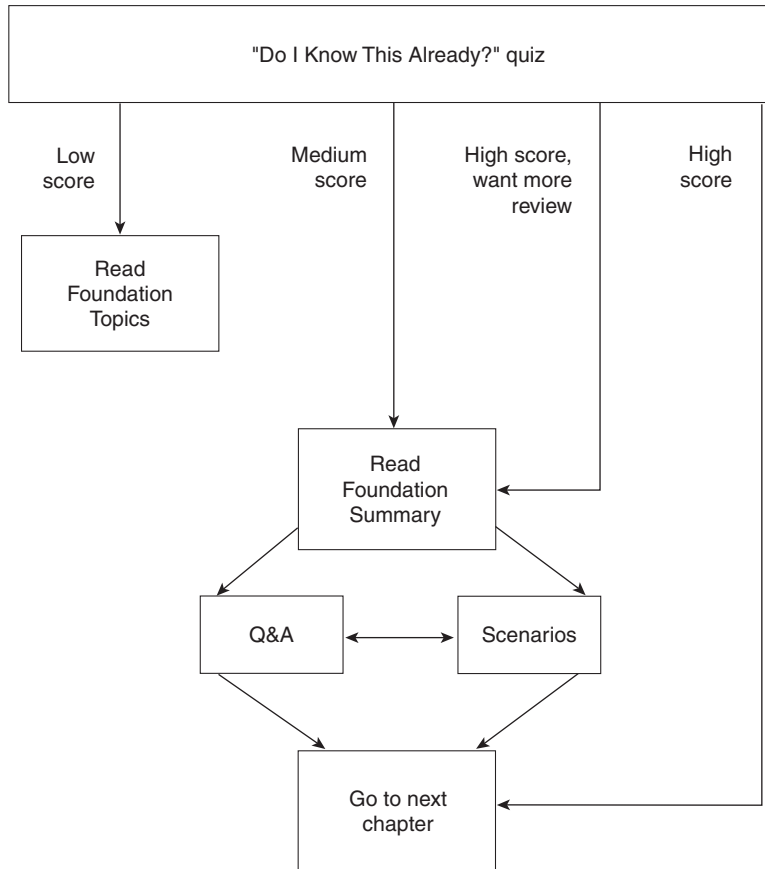 "Do I Know This Already?" quiz
Low
score
Medium
score
High score,
want more
review
High
score
Read
Foundation
Topics
Read
Foundation
Summary
Q&A
Scenarios
Go to next
chapter